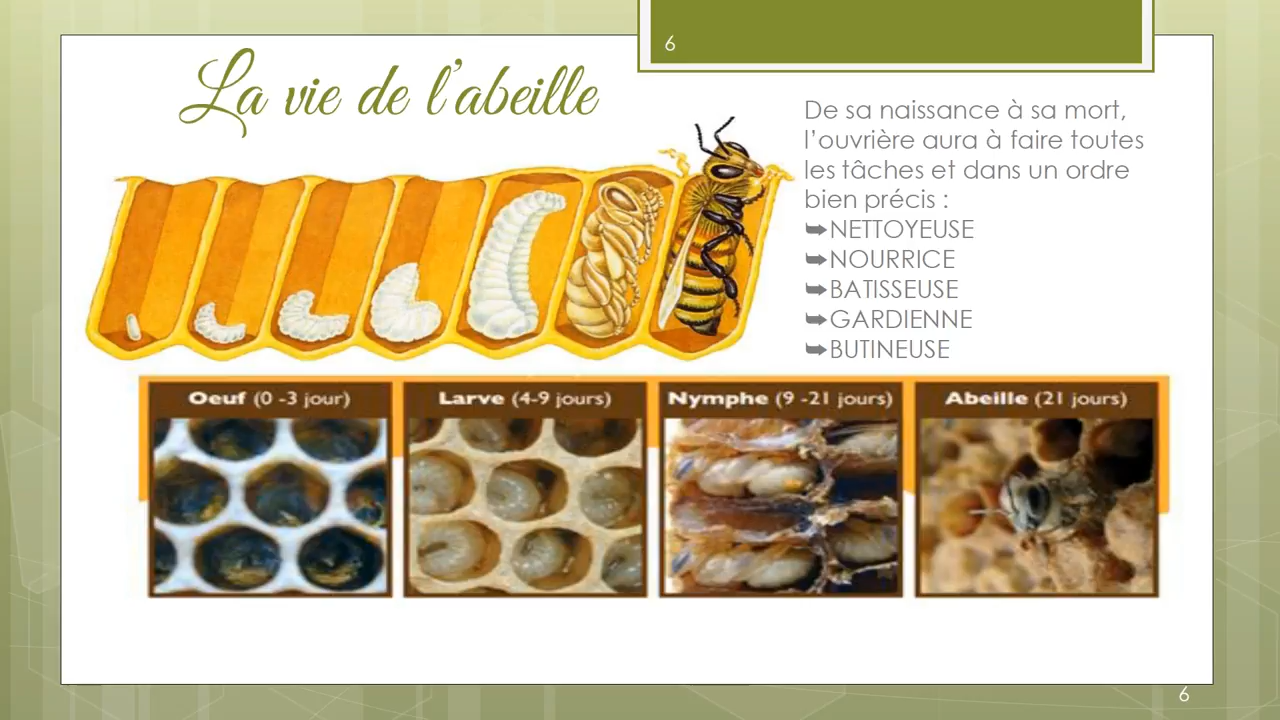 6
La vie de l'abeille
De sa naissance à sa mort,
l'ouvrière aura à faire toutes
les tâches et dans un ordre
bien précis :
➥NETTOYEUSE
➥NOURRICE
➥BATISSEUSE
➥GARDIENNE
➥BUTINEUSE
Oeuf (0 -3 jour)
Larve (4-9 jours)
Nymphe (9 -21 jours)
Abeille (21 jours)
6